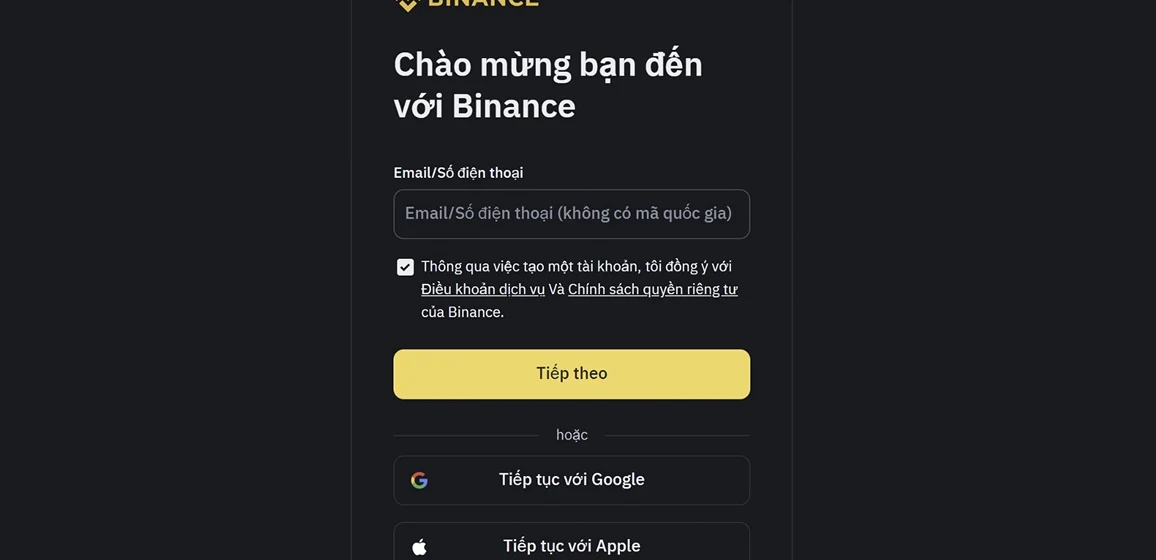 BINANCE
Chào mừng bạn đến
với Binance
Email/Số điện thoại
Email/Số điện thoại (không có mã quốc gia)
Thông qua việc tạo một tài khoản, tôi đồng ý với
Điều khoản dịch vụ Và Chính sách quyền riêng tư
của Binance.
Tiếp theo
hoặc
Tiếp tục với Google
Tiếp tục với Apple